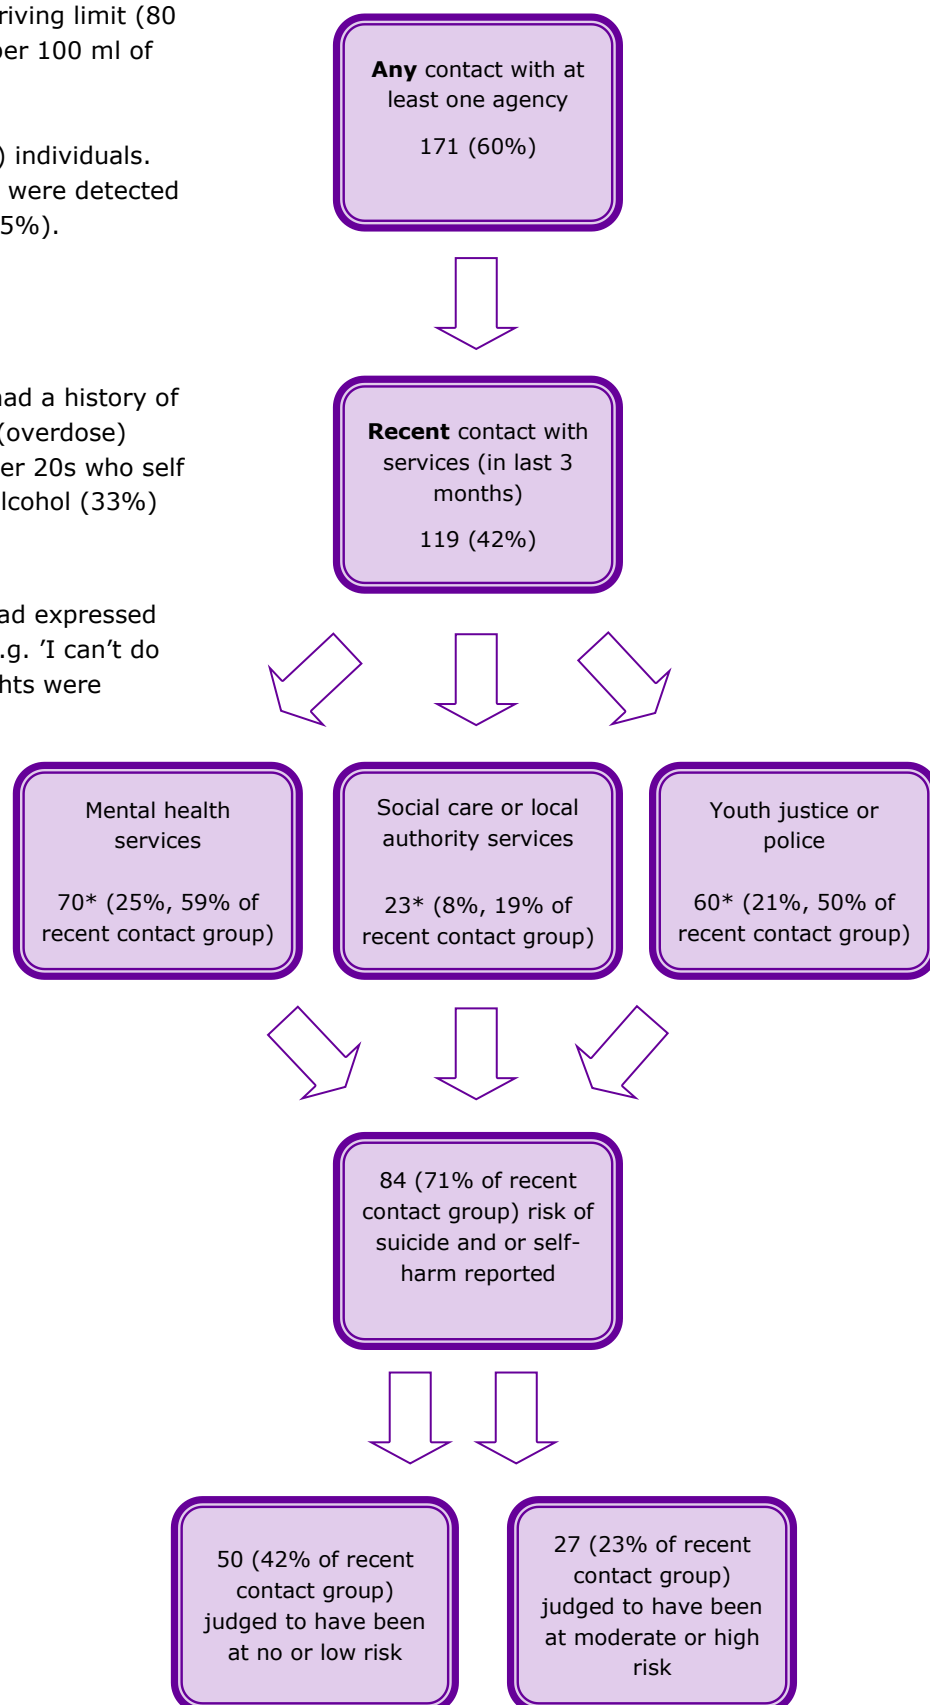 riving limit (80
per 100 ml of
) individuals.
were detected
5%).
had a history of
(overdose)
er 20s who self
lcohol (33%)
ad expressed
.g. ’I can’t do
hts were
Any contact with at
least one agency
171 (60%)
Recent contact with
services (in last 3
months)
119 (42%)
Mental health
services
70* (25%, 59% of
recent contact group)
Social care or local
authority services
23* (8%, 19% of
recent contact group)
Youth justice or
police
60* (21%, 50% of
recent contact group)
84 (71% of recent
contact group) risk of
suicide and or self-
harm reported
50 (42% of recent
contact group)
judged to have been
at no or low risk
27 (23% of recent
contact group)
judged to have been
at moderate or high
risk